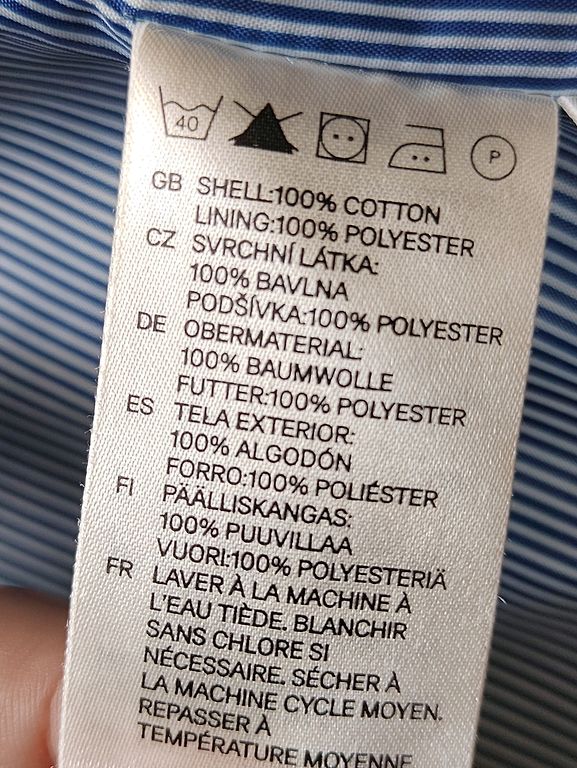 40
P
GB SHELL:100% COTTON
LINING:100% POLYESTER
CZ SVRCHNÍ LÁTKA:
100% BAVLNA
PODŠÍVKA:100% POLYESTER
DE OBERMATERIAL:
100% BAUMWOLLE
FUTTER:100% POLYESTER
ES TELA EXTERIOR:
100% ALGODÓN
FORRO:100% POLIÉSTER
FI PÄÄLLISKANGAS:
100% PUUVILLAA
VUORI:100% POLYESTERIÄ
FR LAVER À LA MACHINE À
L'EAU TIÈDE. BLANCHIR
SANS CHLORE SI
NÉCESSAIRE. SÉCHER À
LA MACHINE CYCLE MOYEN.
REPASSER À
TEMPÉRATURE MOYENNE